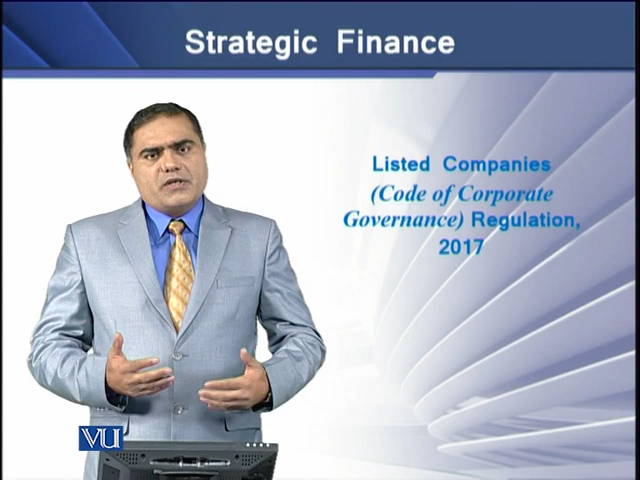 Strategic Finance
Listed Companies
(Code of Corporate
Governance) Regulation,
2017
VU